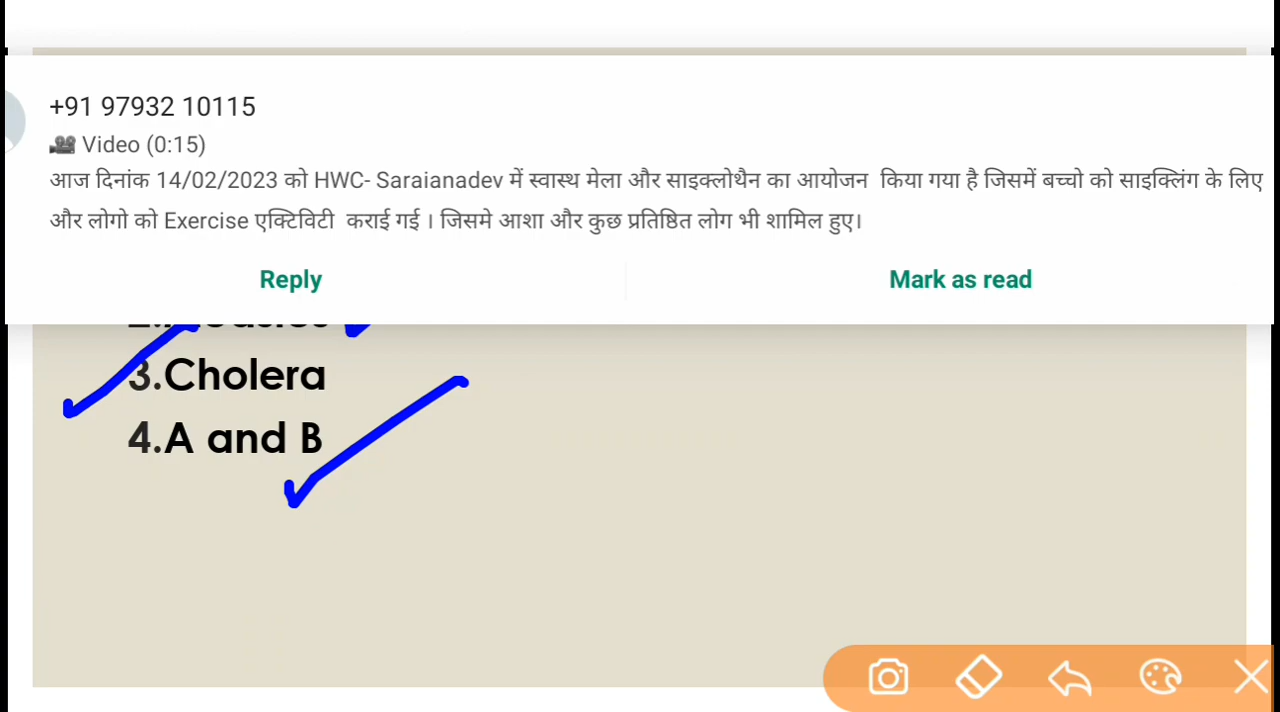 +91 97932 10115
Video (0:15)
आज दिनांक 14/02/2023 को HWC- Saraianadev में स्वास्थ मेला और साइक्लोथैन का आयोजन किया गया है जिसमें बच्चो को साइक्लिंग के लिए
और लोगो को Exercise एक्टिविटी कराई गई । जिसमे आशा और कुछ प्रतिष्ठित लोग भी शामिल हुए।
Reply
Mark as read
3.Cholera
4.A and B